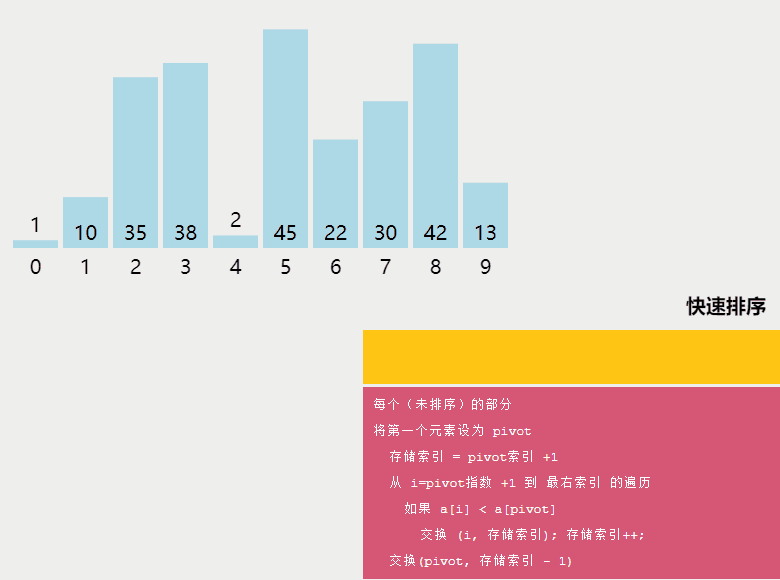 1
10 35 38 2 45 22 30 42 13
0 1 2 3 4 5 6 7 8 9
快速排序
每个（未排序）的部分
将第一个元素设为 pivot
存储索引 = pivot索引 +1
从 i=pivot指数 +1 到 最右索引 的遍历
如果 a[i] < a[pivot]
交换 (i, 存储索引); 存储索引++;
交换(pivot, 存储索引 - 1)